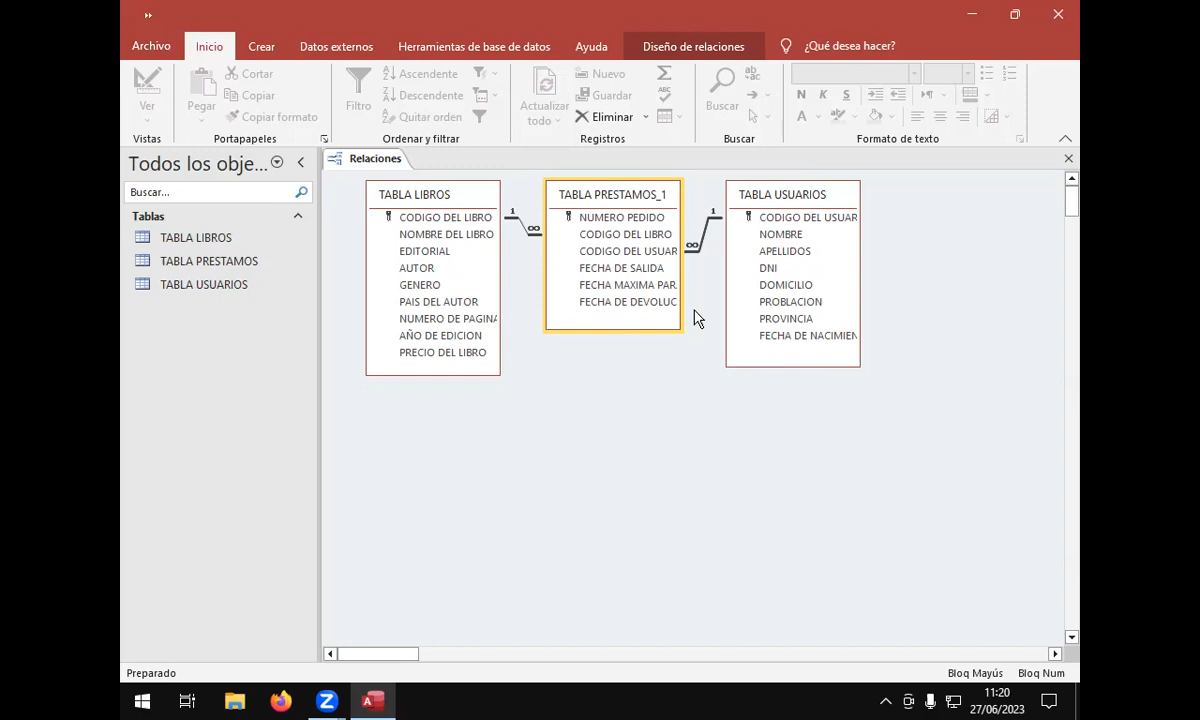 Archivo Inicio Crear Datos externos Herramientas de base de datos Ayuda Diseño de relaciones ¿Qué desea hacer?
Ver
Vistas
Pegar
Cortar
Copiar
Copiar formato
Portapapeles
Filtro
Ascendente
Descendente
Quitar orden
Ordenar y filtrar
Actualizar
todo
Nuevo
Guardar
Eliminar
Registros
Buscar
Buscar
N K S
A
Formato de texto
Todos los obje...
Buscar...
Tablas
TABLA LIBROS
TABLA PRESTAMOS
TABLA USUARIOS
Relaciones
TABLA LIBROS
CODIGO DEL LIBRO
NOMBRE DEL LIBRO
EDITORIAL
AUTOR
GENERO
PAIS DEL AUTOR
NUMERO DE PAGINA
AÑO DE EDICION
PRECIO DEL LIBRO
1
∞
TABLA PRESTAMOS_1
NUMERO PEDIDO
CODIGO DEL LIBRO
CODIGO DEL USUAR
FECHA DE SALIDA
FECHA MAXIMA PAR
FECHA DE DEVOLUC
1
∞
TABLA USUARIOS
CODIGO DEL USUAR
NOMBRE
APELLIDOS
DNI
DOMICILIO
PROBLACION
PROVINCIA
FECHA DE NACIMIEN
Preparado
Bloq Mayús Bloq Num
11:20
27/06/2023